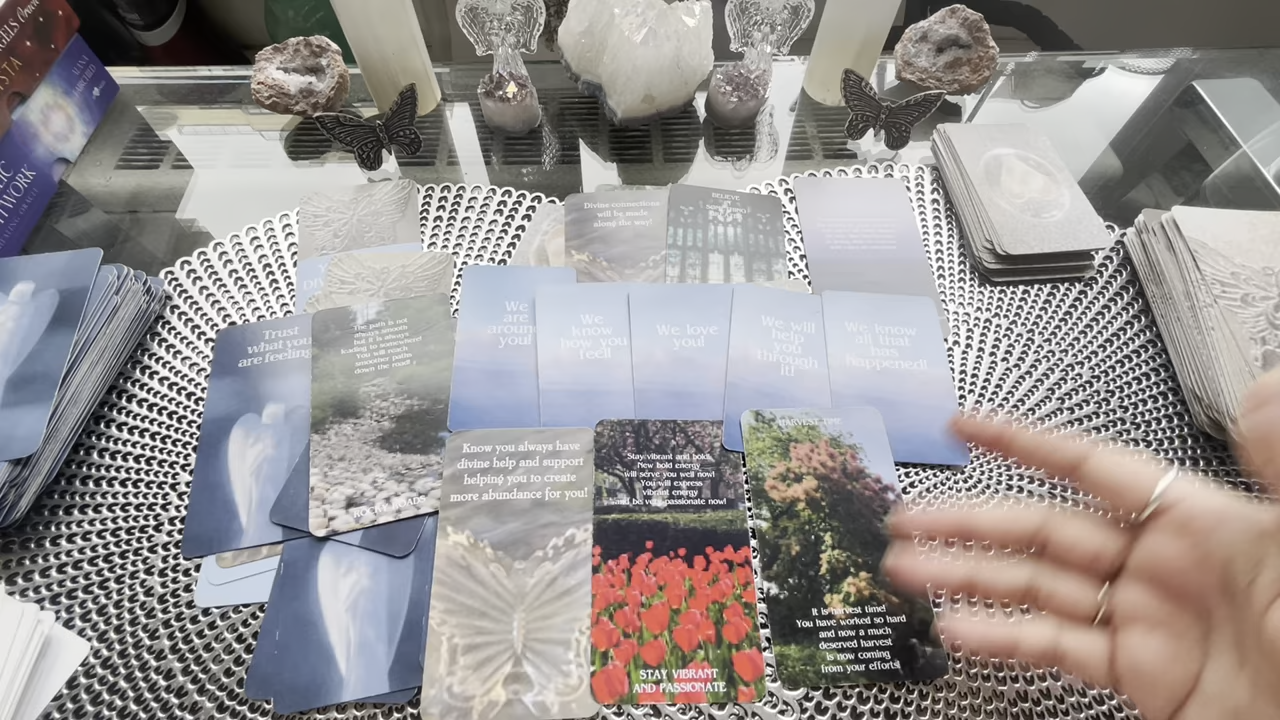 Divine connections
will be made
along the way!
BELIEVE
Trust
what you
are feeling
The path is not
always smooth
but it is always
leading to somewhere!
You will reach
smoother paths
down the road!
ROCKY ROADS
We
are
around
you!
We
know
how you
feel!
We love
you!
We will
help
you
through
it!
We know
all that
has
happened!
Know you always have
divine help and support
helping you to create
more abundance for you!
Stay vibrant and bold.
New bold energy
will serve you well now!
You will express
vibrant energy
and be very passionate now!
STAY VIBRANT
AND PASSIONATE
HARVEST TIME
It is harvest time!
You have worked so hard
and now a much
deserved harvest
is now coming
from your efforts!